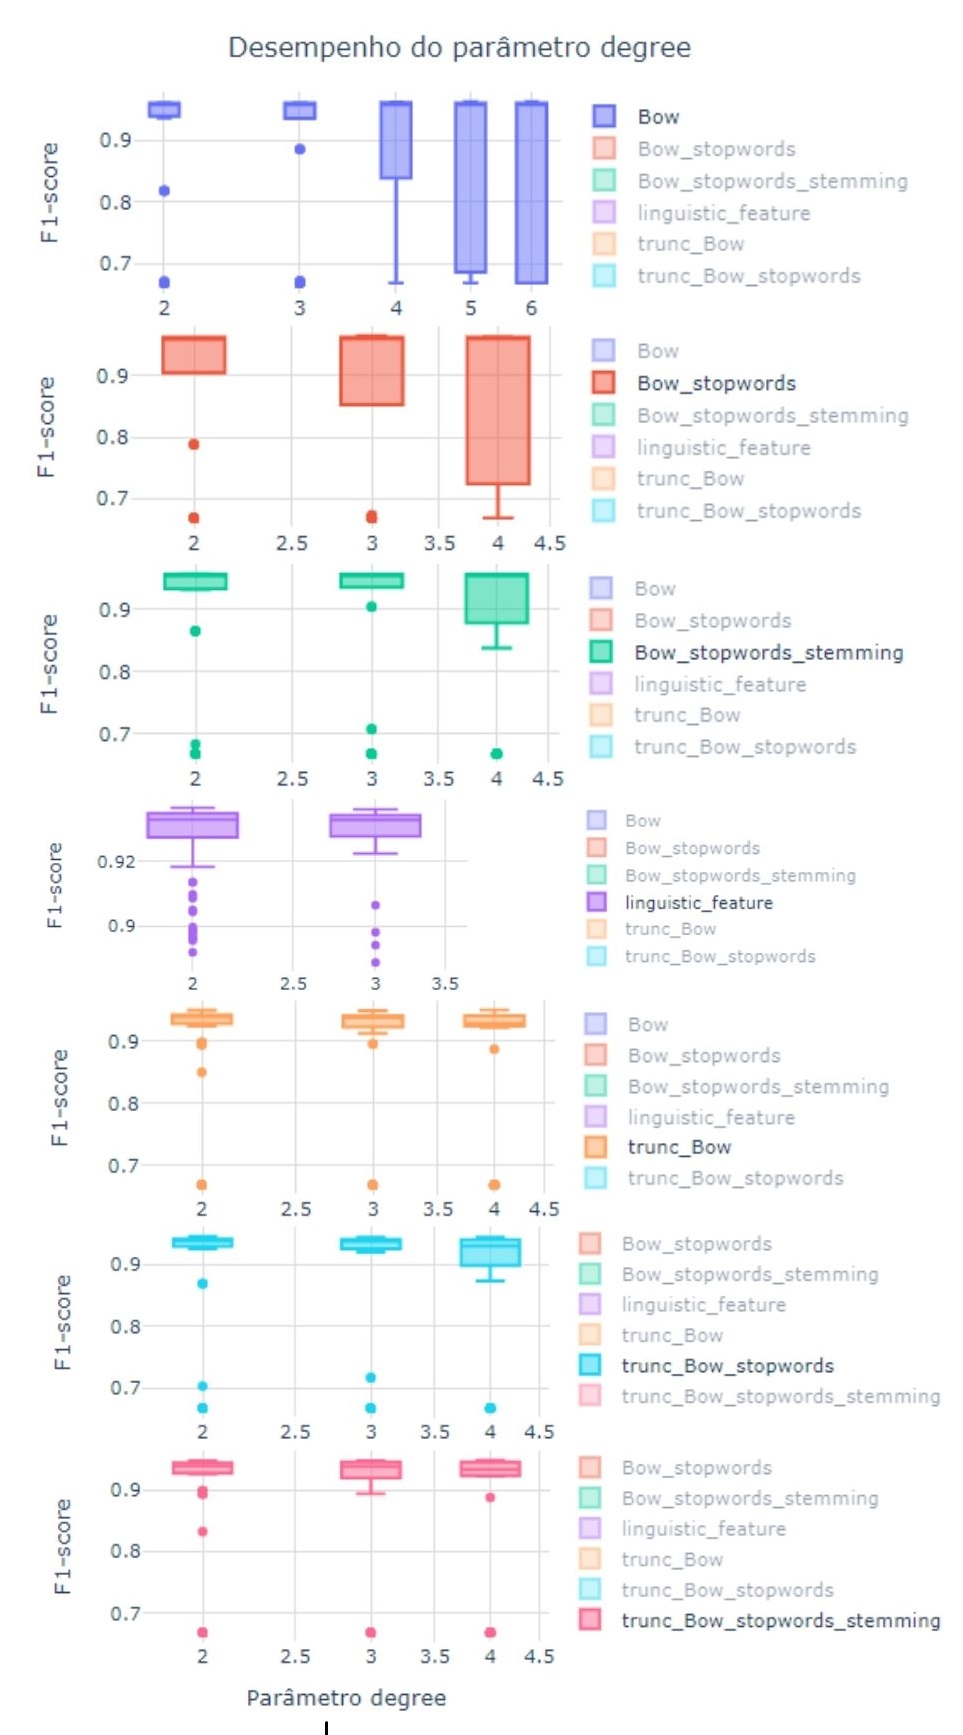 Desempenho do parâmetro degree
F1-score
0.9
0.8
0.7
2 3 4 5 6
Bow
Bow_stopwords
Bow_stopwords_stemming
linguistic_feature
trunc_Bow
trunc_Bow_stopwords
F1-score
0.9
0.8
0.7
2 2.5 3 3.5 4 4.5
Bow
Bow_stopwords
Bow_stopwords_stemming
linguistic_feature
trunc_Bow
trunc_Bow_stopwords
F1-score
0.9
0.8
0.7
2 2.5 3 3.5 4 4.5
Bow
Bow_stopwords
Bow_stopwords_stemming
linguistic_feature
trunc_Bow
trunc_Bow_stopwords
F1-score
0.92
0.9
2 2.5 3 3.5
Bow
Bow_stopwords
Bow_stopwords_stemming
linguistic_feature
trunc_Bow
trunc_Bow_stopwords
F1-score
0.9
0.8
0.7
2 2.5 3 3.5 4 4.5
Bow
Bow_stopwords
Bow_stopwords_stemming
linguistic_feature
trunc_Bow
trunc_Bow_stopwords
F1-score
0.9
0.8
0.7
2 2.5 3 3.5 4 4.5
Bow_stopwords
Bow_stopwords_stemming
linguistic_feature
trunc_Bow
trunc_Bow_stopwords
trunc_Bow_stopwords_stemming
F1-score
0.9
0.8
0.7
2 2.5 3 3.5 4 4.5
Bow_stopwords
Bow_stopwords_stemming
linguistic_feature
trunc_Bow
trunc_Bow_stopwords
trunc_Bow_stopwords_stemming
Parâmetro degree